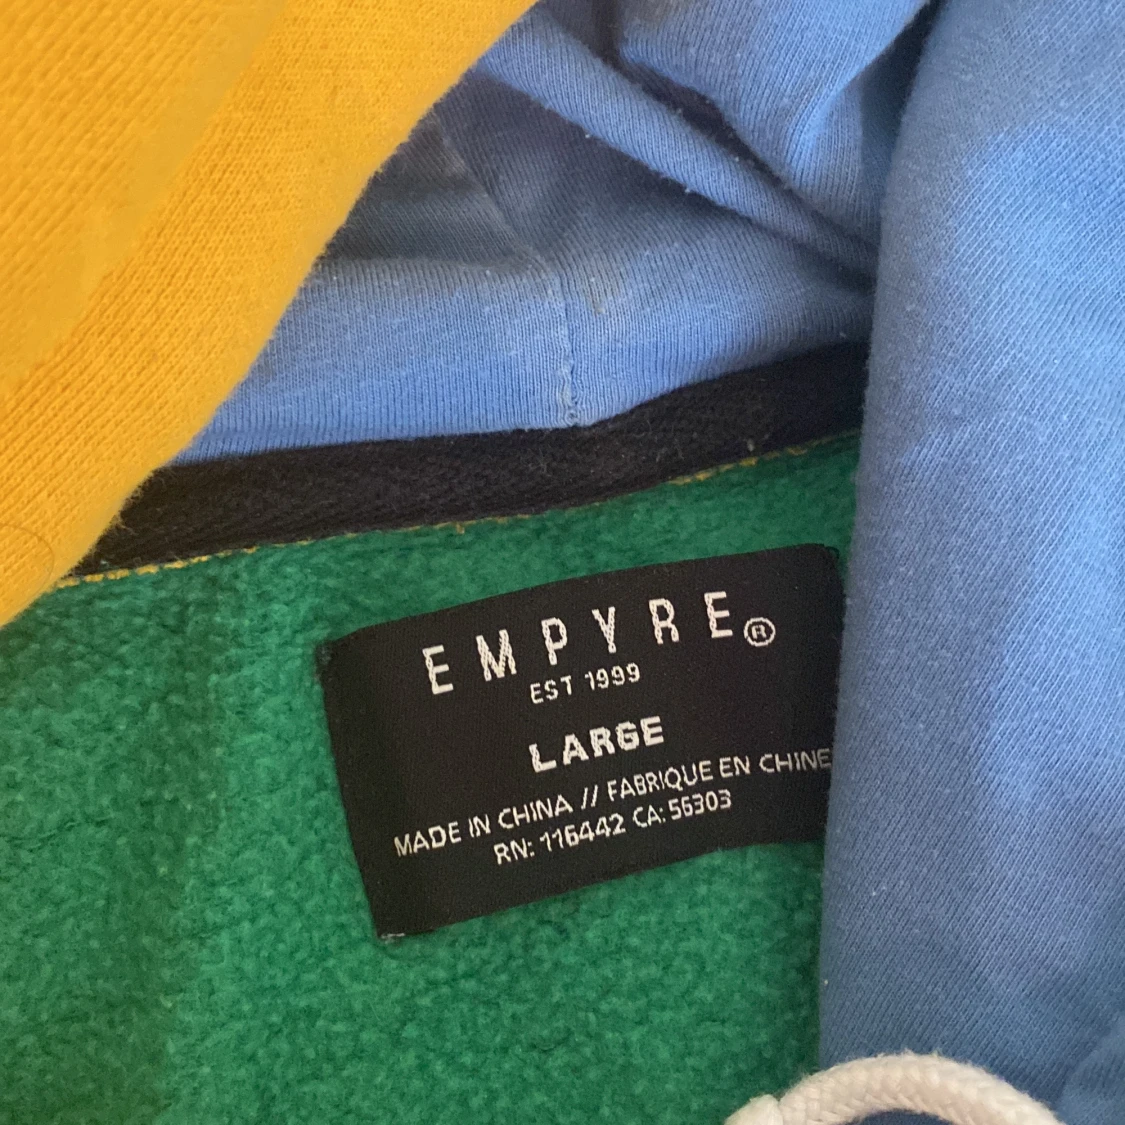 EMPYRE®
EST 1999
LARGE
MADE IN CHINA // FABRIQUE EN CHINE
RN: 116442 CA: 56303